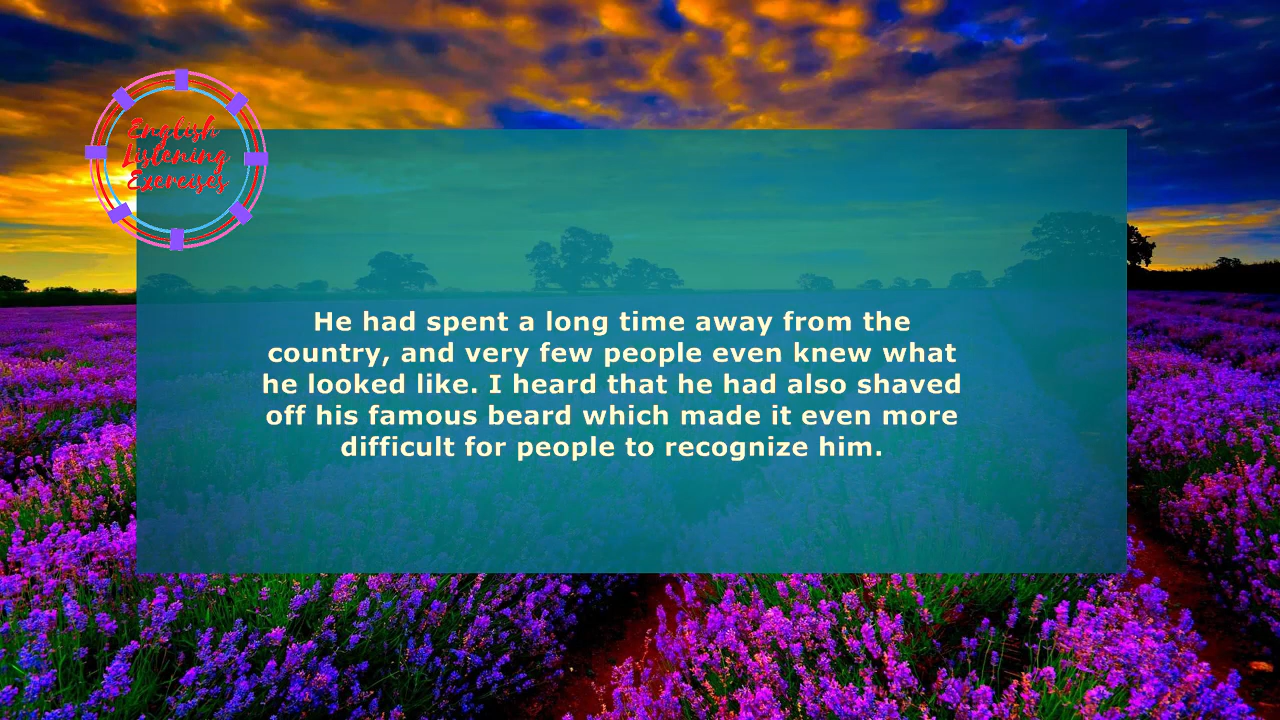 English
Listening
Exercises
He had spent a long time away from the
country, and very few people even knew what
he looked like. I heard that he had also shaved
off his famous beard which made it even more
difficult for people to recognize him.